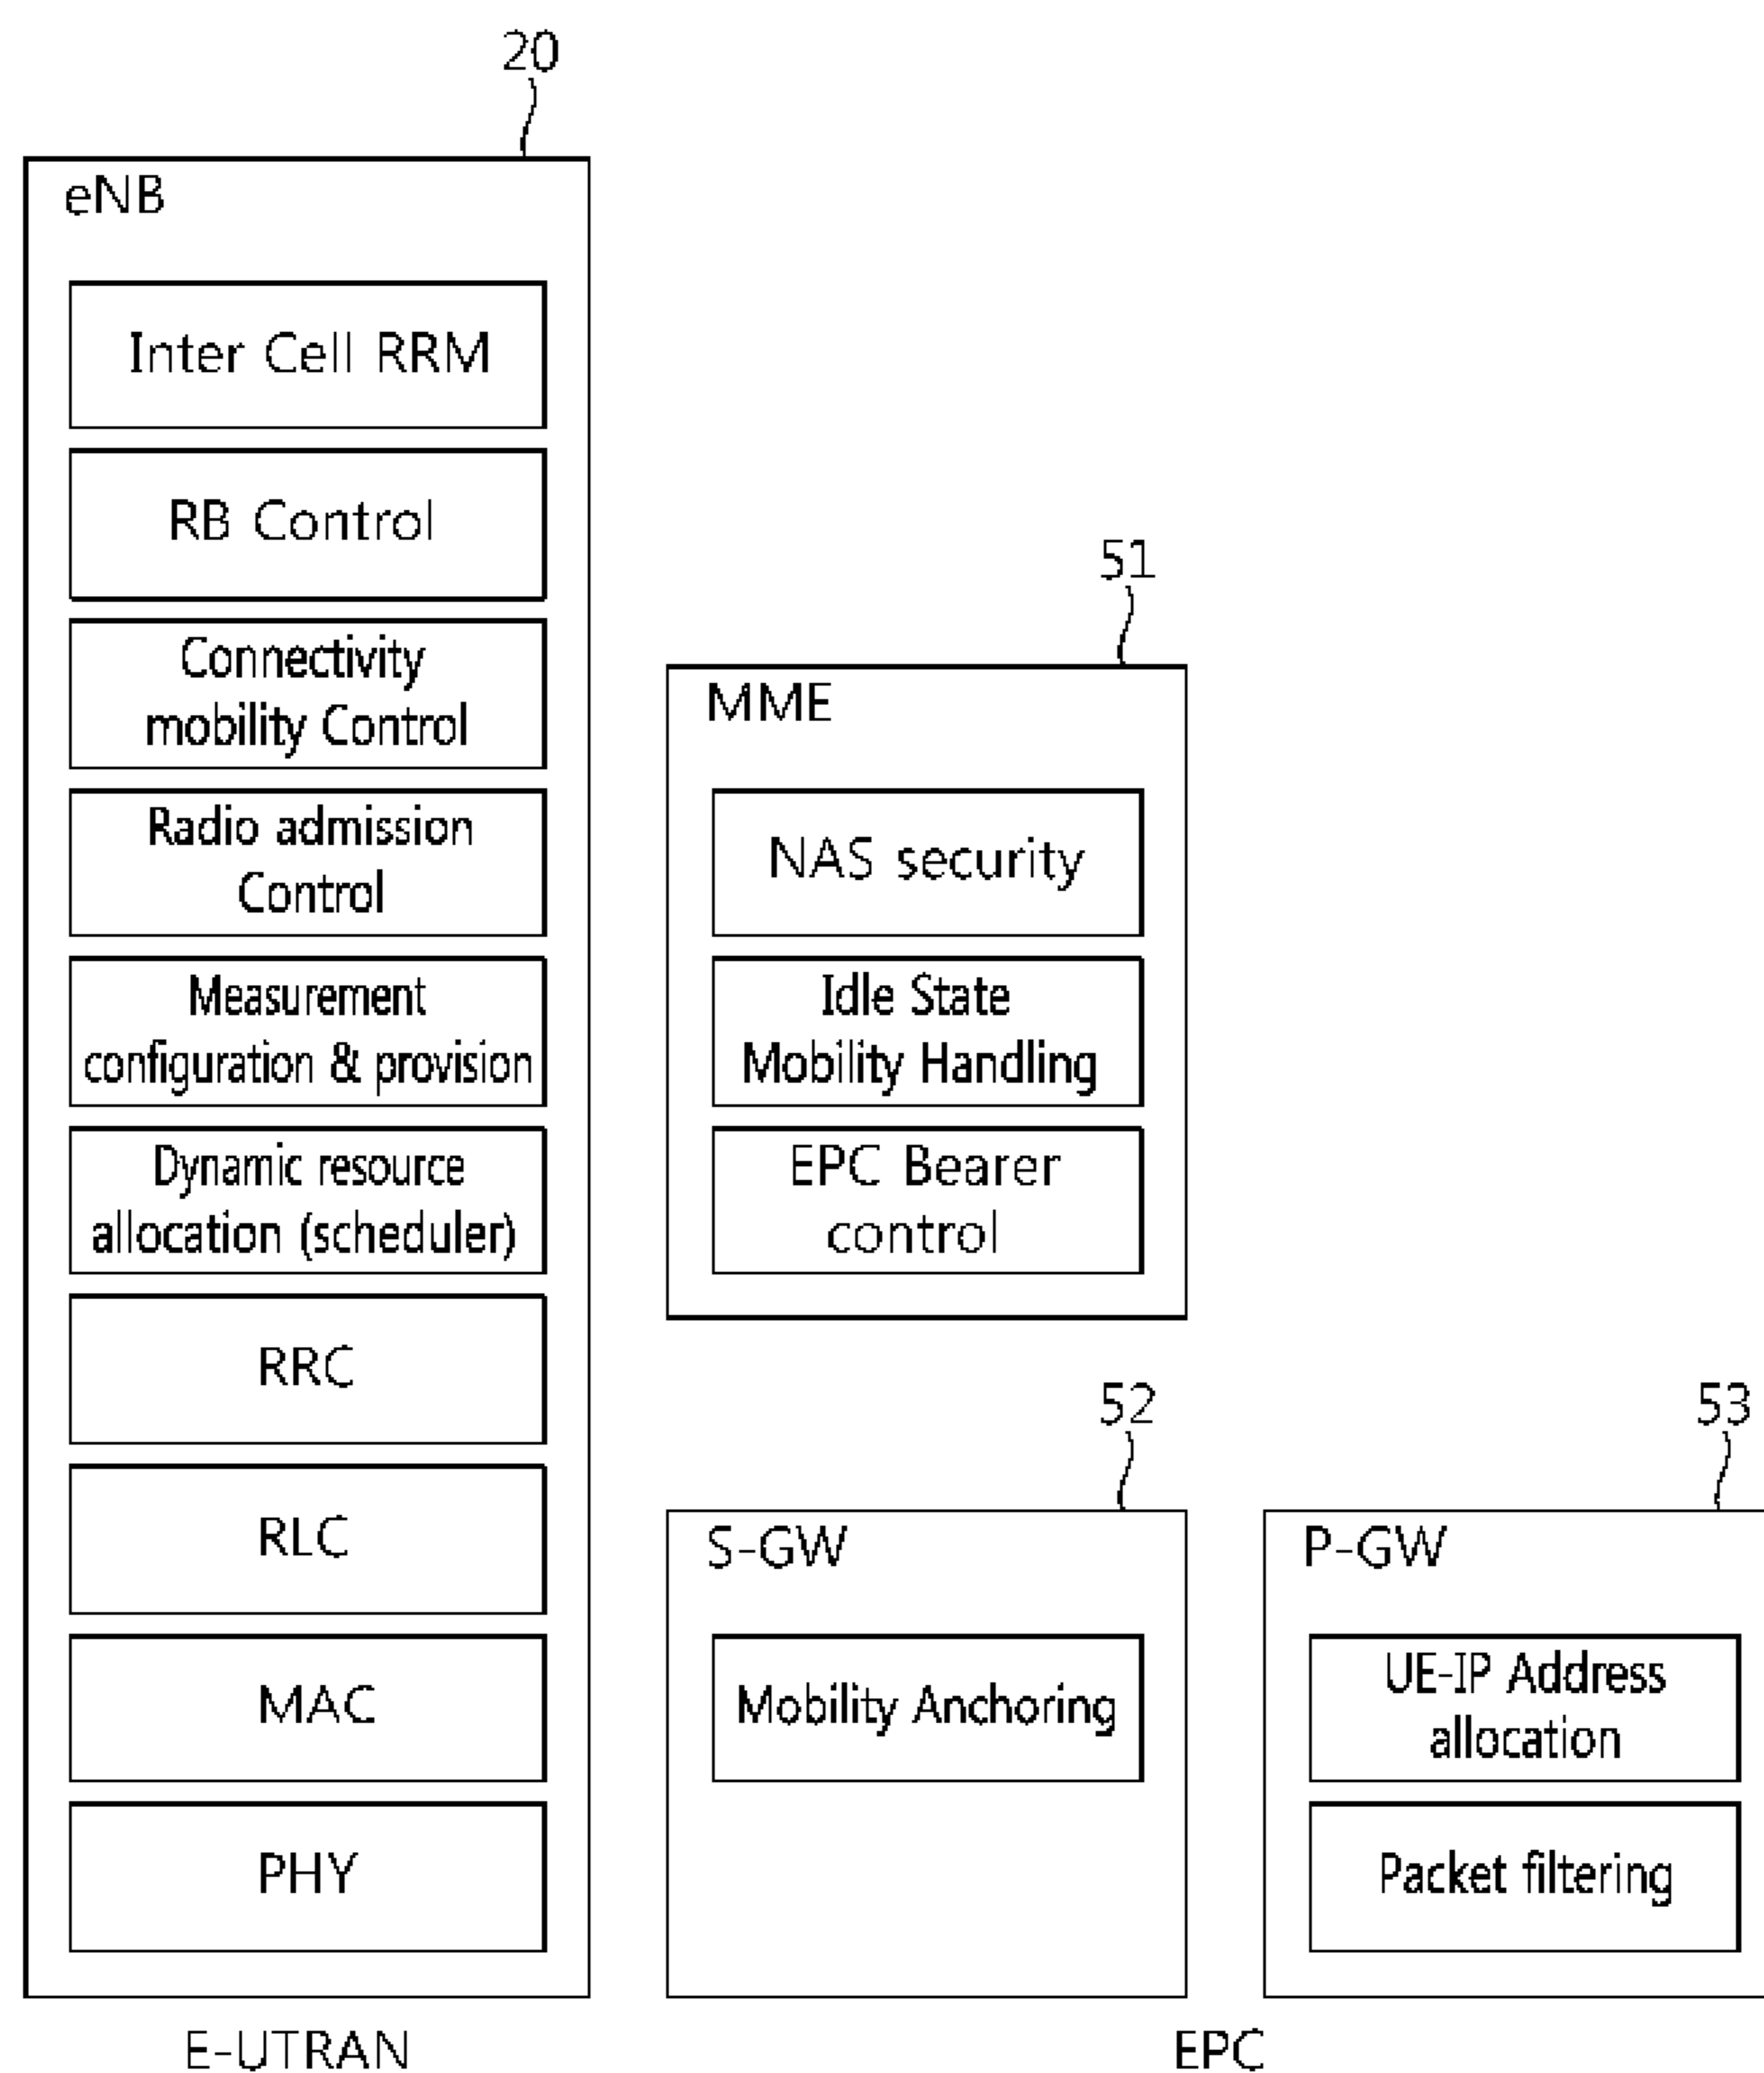 20
eNB
Inter Cell RRM
RB Control
Connectivity
mobility Control
Radio admission
Control
Measurement
configuration & provision
Dynamic resource
allocation (scheduler)
RRC
RLC
MAC
PHY
E-UTRAN
51
MME
NAS security
Idle State
Mobility Handling
EPC Bearer
control
52
S-GW
Mobility Anchoring
53
P-GW
UE-IP Address
allocation
Packet filtering
EPC